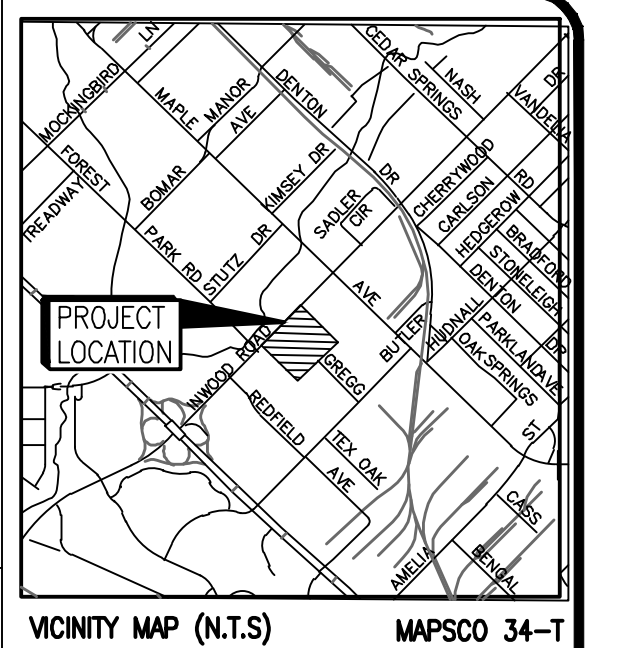 LN
CEDAR SPRINGS
NASH
DR
VANDELIA
MOCKINGBIRD
MAPLE
MANOR
AVE
DENTON
DR
FOREST
PARK RD
TREADWAY
BOMAR
KIMSEY DR
SADLER
CIR
CHERRYWOOD
RD
CARLSON
HEDGEROW
BRADFORD
STONELEIGH
DENTON
DR
STUTZ DR
AVE
BUTLER
HUDNALL
PARKLAND
AVE
OAK SPRINGS
PROJECT
LOCATION
INWOOD ROAD
GREGG
REDFIELD
TEX OAK
AVE
ST
CASS
AMELIA
BENGAL
VICINITY MAP (N.T.S)
MAPSCO 34-T